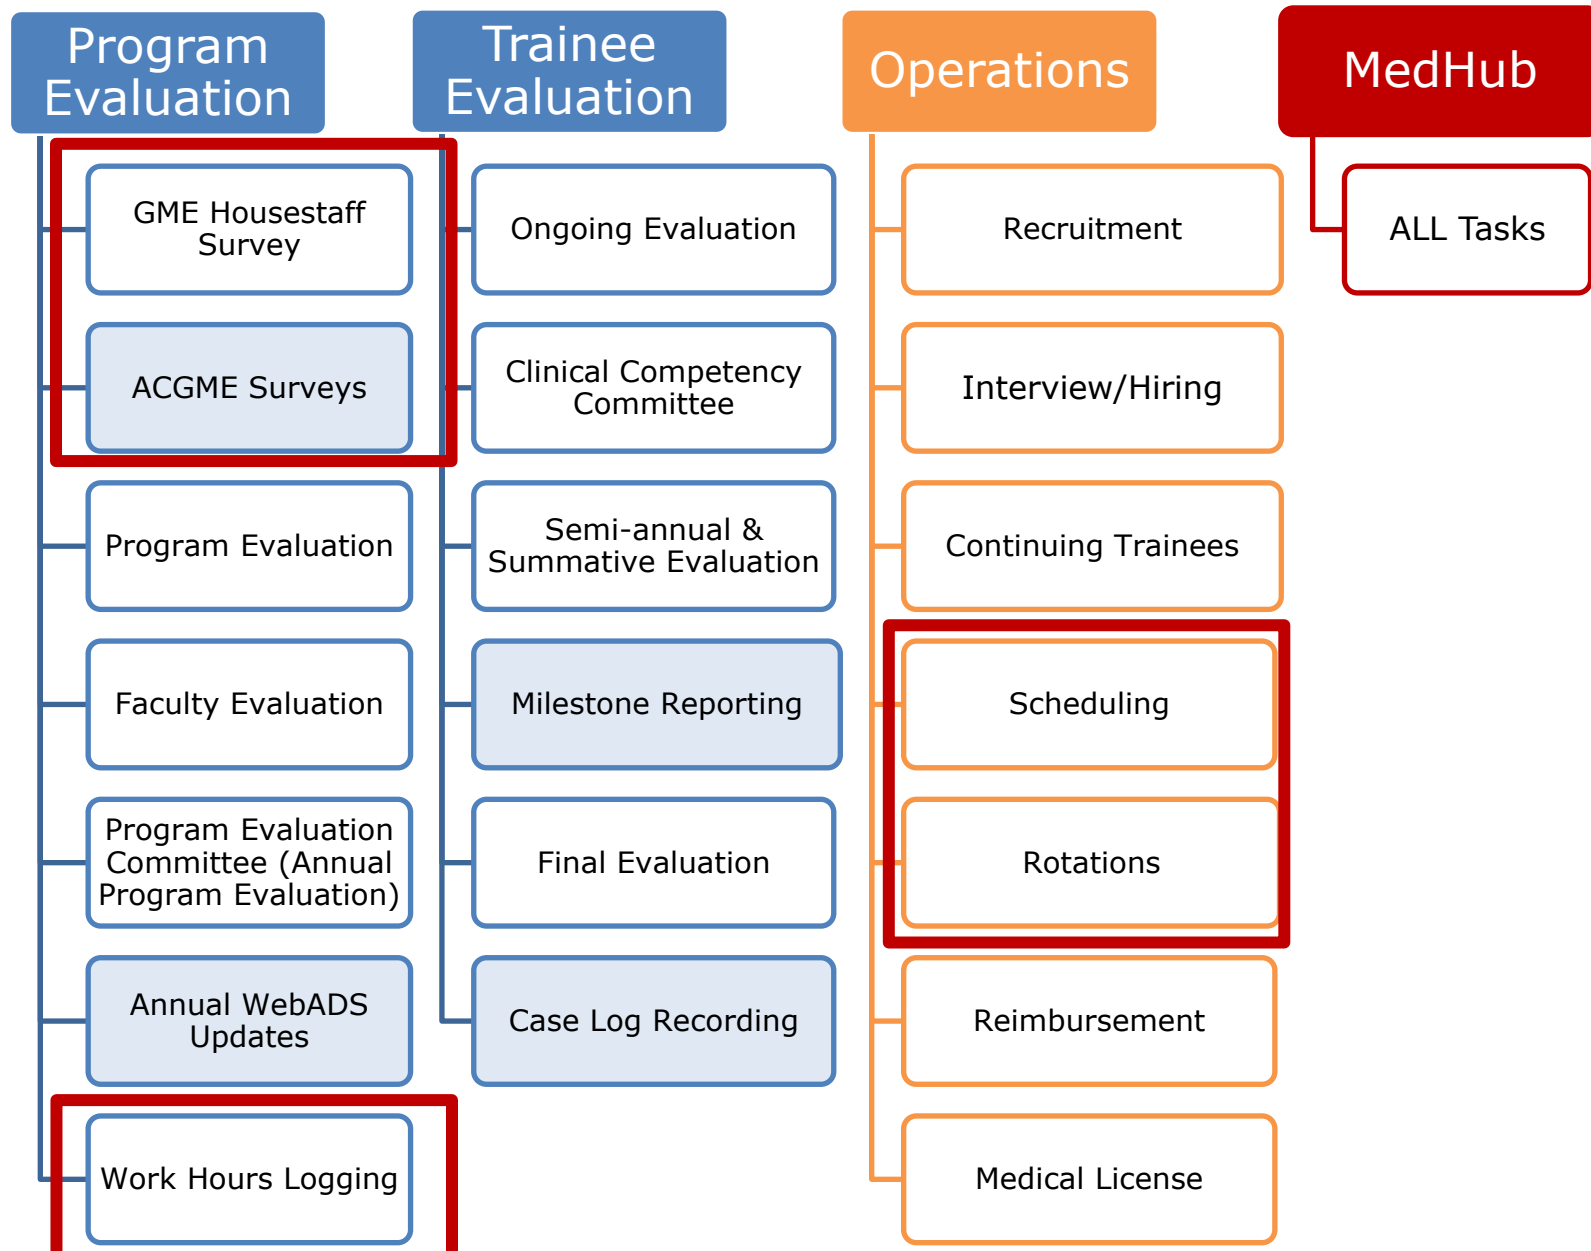 Program
Evaluation
GME Housestaff
Survey
ACGME Surveys
Program Evaluation
Faculty Evaluation
Program Evaluation
Committee (Annual
Program Evaluation)
Annual WebADS
Updates
Work Hours Logging
Trainee
Evaluation
Ongoing Evaluation
Clinical Competency
Committee
Semi-annual &
Summative Evaluation
Milestone Reporting
Final Evaluation
Case Log Recording
Operations
Recruitment
Interview/Hiring
Continuing Trainees
Scheduling
Rotations
Reimbursement
Medical License
MedHub
ALL Tasks